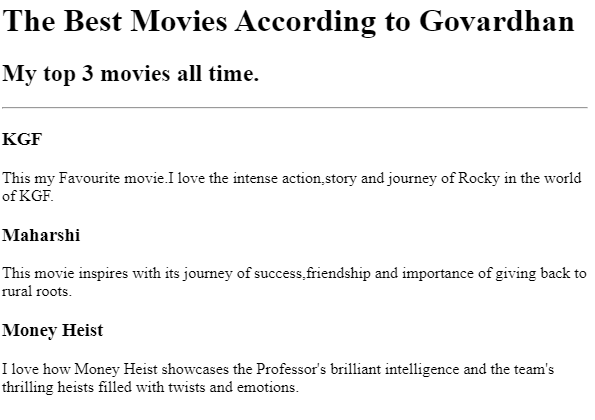 The Best Movies According to Govardhan
My top 3 movies all time.
KGF
This my Favourite movie.I love the intense action,story and journey of Rocky in the world
of KGF.
Maharshi
This movie inspires with its journey of success,friendship and importance of giving back to
rural roots.
Money Heist
I love how Money Heist showcases the Professor's brilliant intelligence and the team's
thrilling heists filled with twists and emotions.